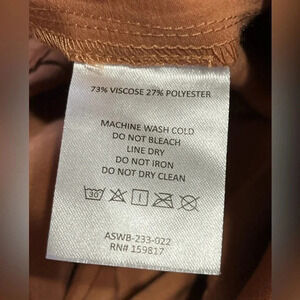 73% VISCOSE 27% POLYESTER
MACHINE WASH COLD
DO NOT BLEACH
LINE DRY
DO NOT IRON
DO NOT DRY CLEAN
30
ASWB-233-022
RN# 159817